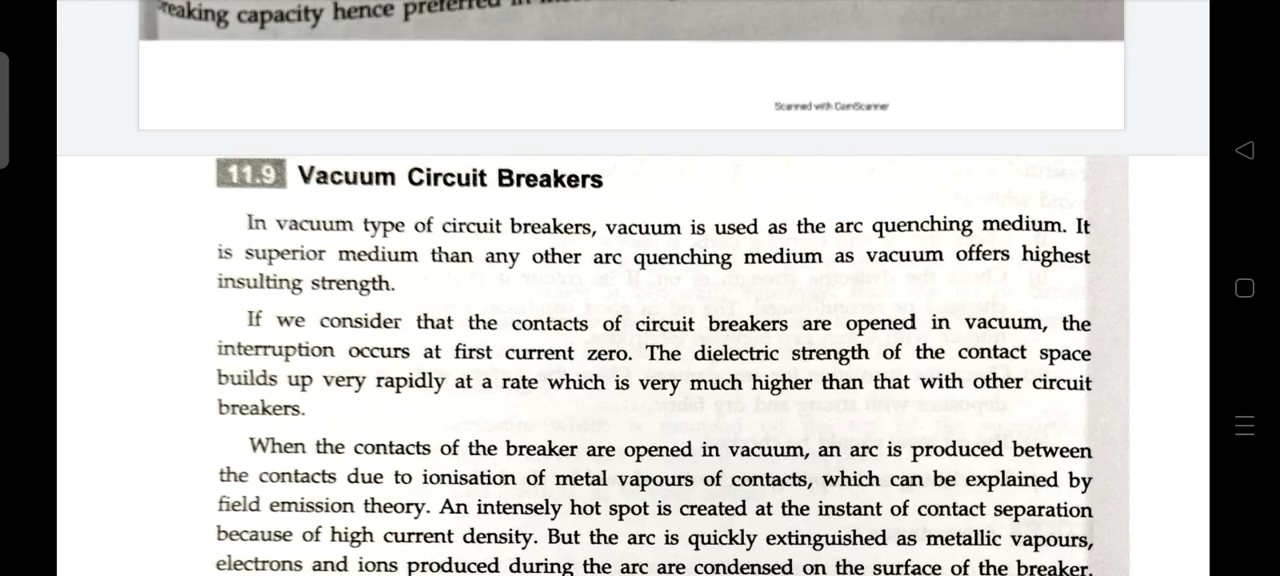 reaking capacity hence preferred in
Scanned with CamScanner
11.9 Vacuum Circuit Breakers
In vacuum type of circuit breakers, vacuum is used as the arc quenching medium. It
is superior medium than any other arc quenching medium as vacuum offers highest
insulting strength.
If we consider that the contacts of circuit breakers are opened in vacuum, the
interruption occurs at first current zero. The dielectric strength of the contact space
builds up very rapidly at a rate which is very much higher than that with other circuit
breakers.
When the contacts of the breaker are opened in vacuum, an arc is produced between
the contacts due to ionisation of metal vapours of contacts, which can be explained by
field emission theory. An intensely hot spot is created at the instant of contact separation
because of high current density. But the arc is quickly extinguished as metallic vapours,
electrons and ions produced during the arc are condensed on the surface of the breaker.